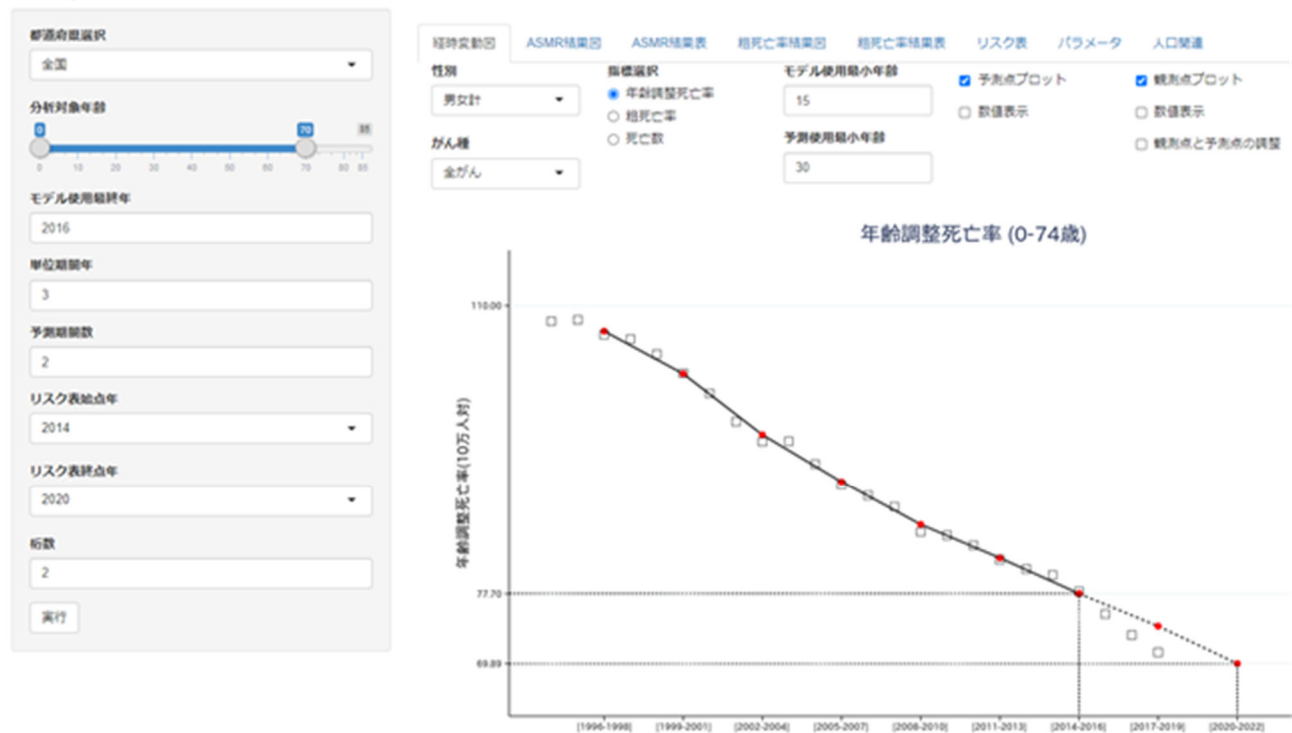 都道府県選択
全国
分析対象年齢
0 70 85
0 10 20 30 40 50 60 70 80 85
モデル使用最終年
2016
単位期間年
3
予測期間数
2
リスク表始点年
2014
リスク表終点年
2020
桁数
2
実行
経時変動図 ASMR結果図 ASMR結果表 粗死亡率結果図 粗死亡率結果表 リスク表 パラメータ 人口関連
性別
男女計
がん種
全がん
指標選択
年齢調整死亡率
粗死亡率
死亡数
モデル使用最小年齢
15
予測使用最小年齢
30
予測点プロット
数値表示
観測点プロット
数値表示
観測点と予測点の調整
年齢調整死亡率 (0-74歳)
年齢調整死亡率(10万人対)
110.00
77.70
69.89
[1996-1998] [1999-2001] [2002-2004] [2005-2007] [2008-2010] [2011-2013] [2014-2016] [2017-2019] [2020-2022]